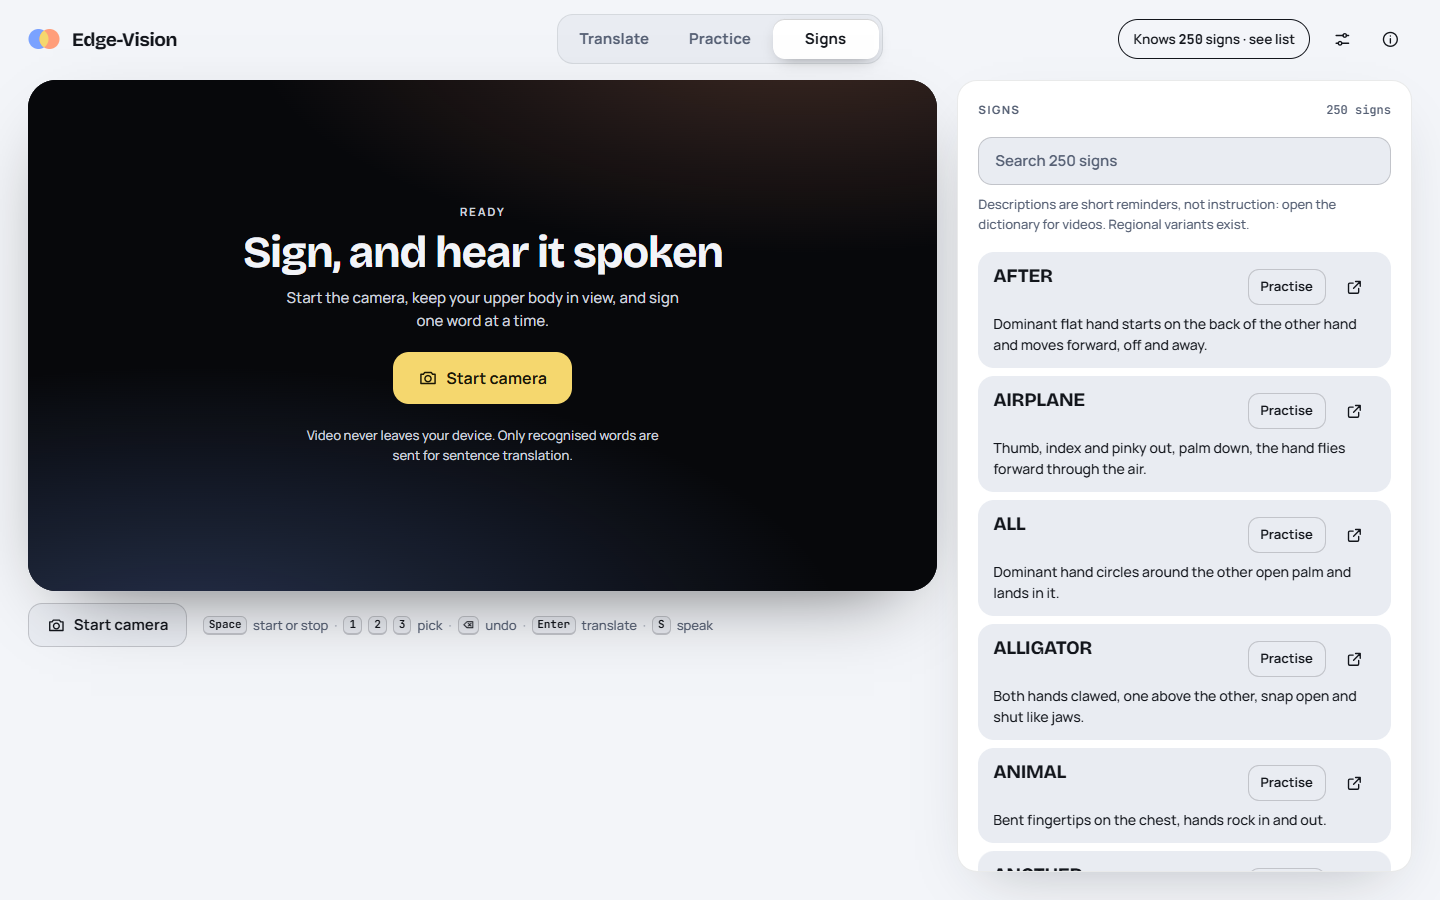 Edge-Vision
Translate
Practice
Signs
Knows 250 signs · see list
READY
Sign, and hear it spoken
Start the camera, keep your upper body in view, and sign
one word at a time.
Start camera
Video never leaves your device. Only recognised words are
sent for sentence translation.
Start camera
Space start or stop · 1 2 3 pick · ⌫ undo · Enter translate · S speak
SIGNS
250 signs
Search 250 signs
Descriptions are short reminders, not instruction: open the
dictionary for videos. Regional variants exist.
AFTER
Practise
Dominant flat hand starts on the back of the other hand
and moves forward, off and away.
AIRPLANE
Practise
Thumb, index and pinky out, palm down, the hand flies
forward through the air.
ALL
Practise
Dominant hand circles around the other open palm and
lands in it.
ALLIGATOR
Practise
Both hands clawed, one above the other, snap open and
shut like jaws.
ANIMAL
Practise
Bent fingertips on the chest, hands rock in and out.
ANOTHER